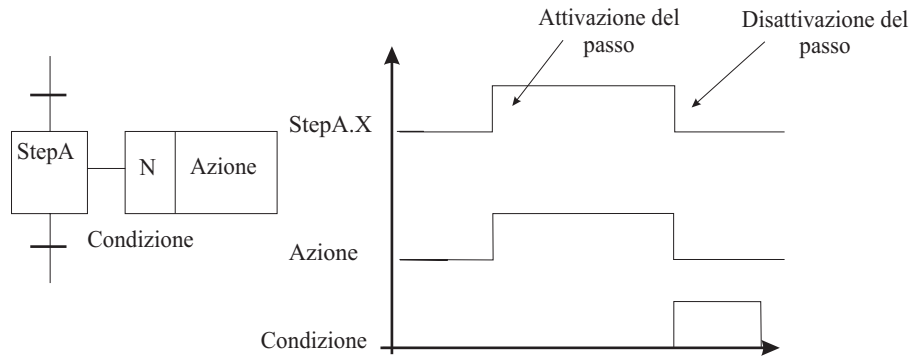 Attivazione del
passo
Disattivazione del
passo
StepA.X
StepA
N
Azione
Condizione
Azione
Condizione